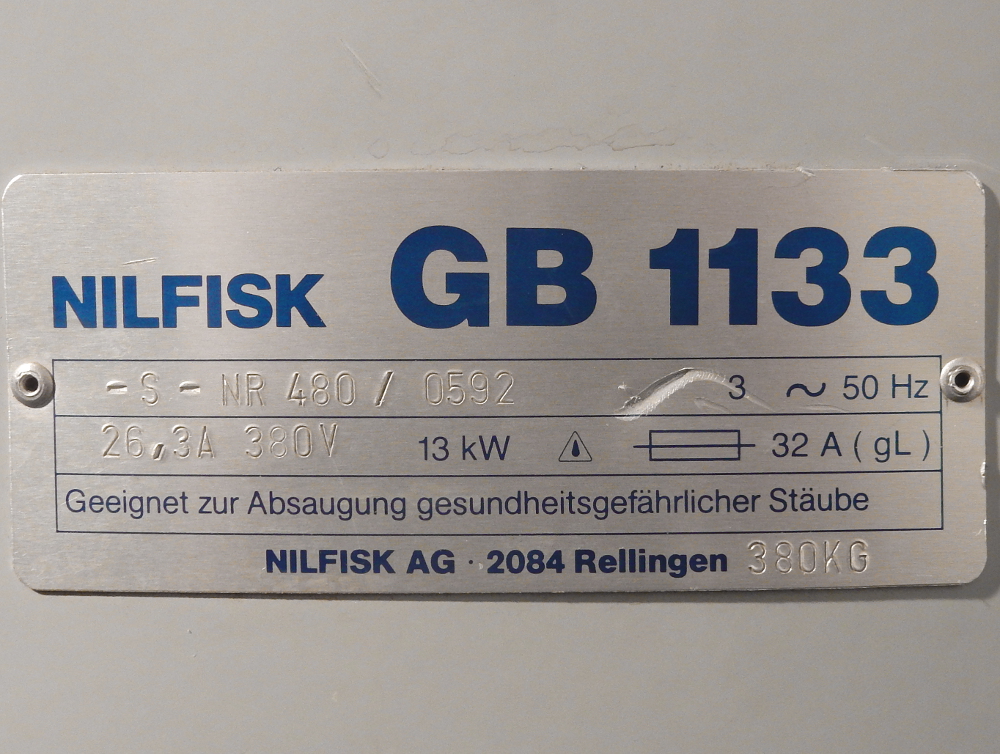 NILFISK GB 1133
-S- NR 480 / 0592 3 ~ 50 Hz
26,3A 380V 13 kW 32 A ( gL )
Geeignet zur Absaugung gesundheitsgefährlicher Stäube
NILFISK AG · 2084 Rellingen 380KG